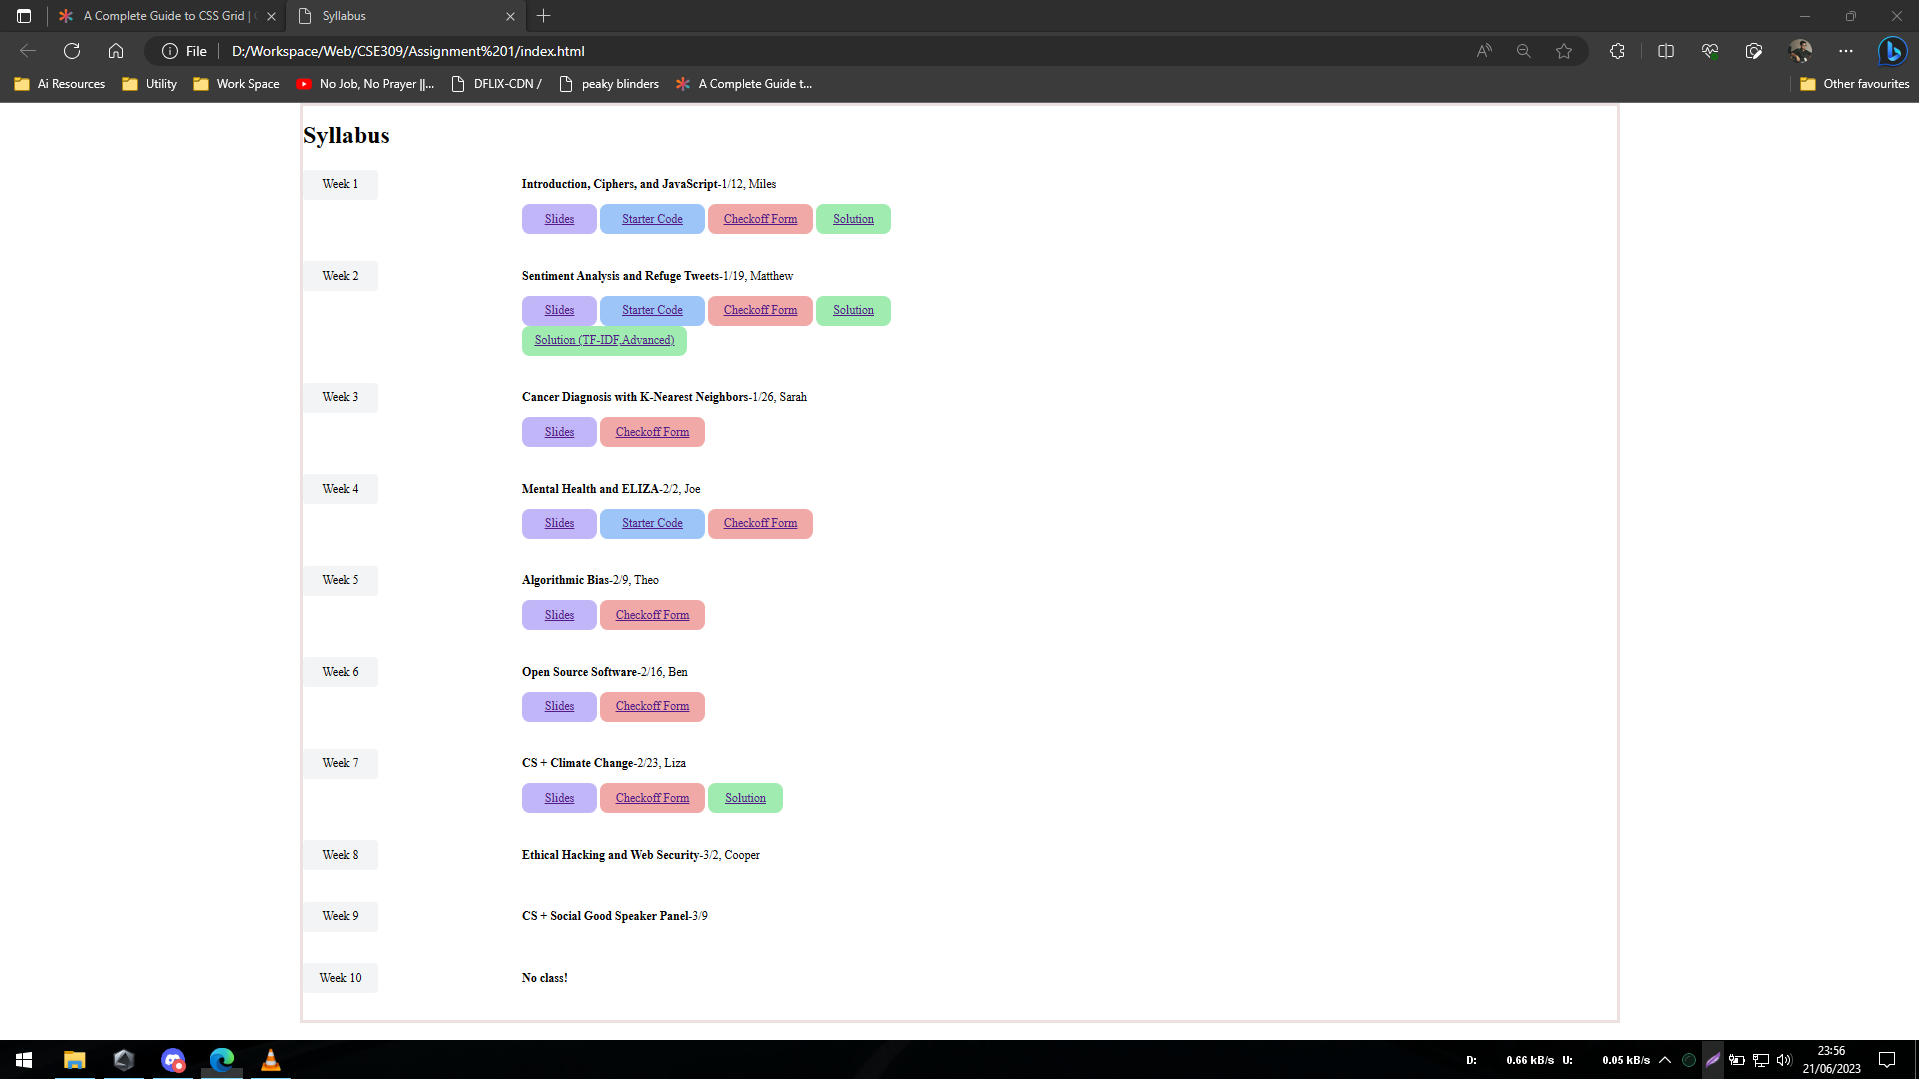 A Complete Guide to CSS Grid |
Syllabus
File
D:/Workspace/Web/CSE309/Assignment%201/index.html
Ai Resources
Utility
Work Space
No Job, No Prayer ||...
DFLIX-CDN /
peaky blinders
A Complete Guide t...
Other favourites
Syllabus
Week 1
Introduction, Ciphers, and JavaScript-1/12, Miles
Slides Starter Code Checkoff Form Solution
Week 2
Sentiment Analysis and Refuge Tweets-1/19, Matthew
Slides Starter Code Checkoff Form Solution
Solution (TF-IDF,Advanced)
Week 3
Cancer Diagnosis with K-Nearest Neighbors-1/26, Sarah
Slides Checkoff Form
Week 4
Mental Health and ELIZA-2/2, Joe
Slides Starter Code Checkoff Form
Week 5
Algorithmic Bias-2/9, Theo
Slides Checkoff Form
Week 6
Open Source Software-2/16, Ben
Slides Checkoff Form
Week 7
CS + Climate Change-2/23, Liza
Slides Checkoff Form Solution
Week 8
Ethical Hacking and Web Security-3/2, Cooper
Week 9
CS + Social Good Speaker Panel-3/9
Week 10
No class!
D: 0.66 kB/s U: 0.05 kB/s
23:56
21/06/2023